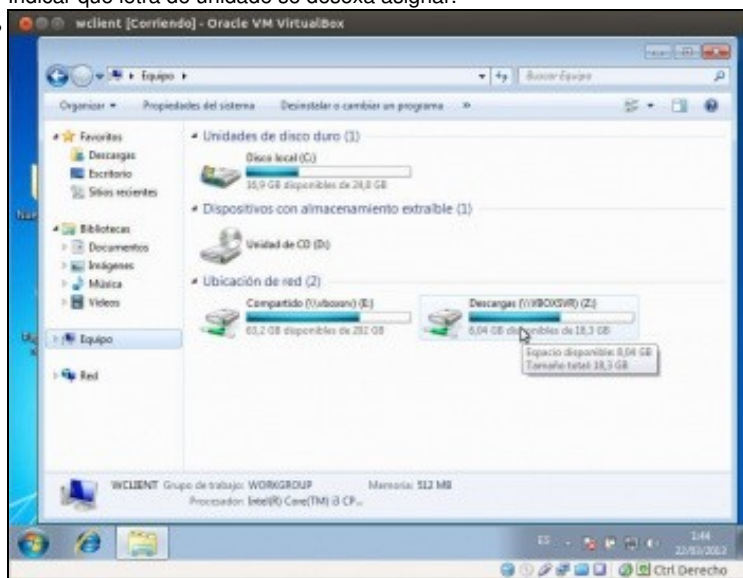 indicar que letra de unidade se desexa asignar.
wclient [Corriendo] - Oracle VM VirtualBox
Equipo
Buscar Equipo
Organizar
Propiedades del sistema
Desinstalar o cambiar un programa
»
Favoritos
Descargas
Escritorio
Sitios recientes
Bibliotecas
Documentos
Imágenes
Música
Vídeos
Equipo
Red
Unidades de disco duro (1)
Disco local (C:)
16,9 GB disponibles de 24,8 GB
Dispositivos con almacenamiento extraíble (1)
Unidad de CD (D:)
Ubicación de red (2)
Compartido (\\vboxsrv) (E:)
63,2 GB disponibles de 202 GB
Descargas (\\VBOXSVR) (Z:)
8,04 GB disponibles de 18,3 GB
Espacio disponible: 8,04 GB
Tamaño total: 18,3 GB
WCLIENT Grupo de trabajo: WORKGROUP
Memoria: 512 MB
Procesador: Intel(R) Core(TM) i3 CP...
ES
1:44
22/03/2013
Ctrl Derecho